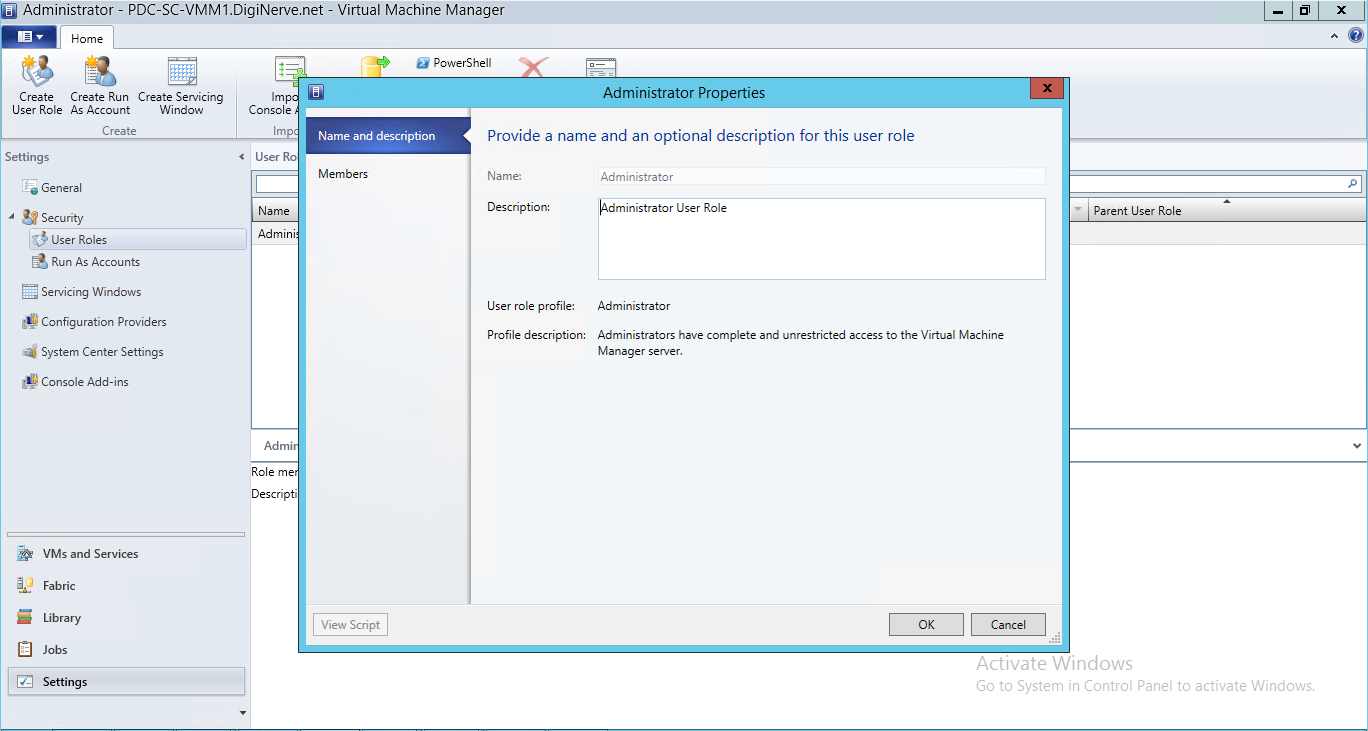 Administrator - PDC-SC-VMM1.DigiNerve.net - Virtual Machine Manager
Home
Create
User Role
Create Run
As Account
Create Servicing
Window
Impo
Console A
PowerShell
Create
Impo
Settings
General
Security
User Roles
Run As Accounts
Servicing Windows
Configuration Providers
System Center Settings
Console Add-ins
VMs and Services
Fabric
Library
Jobs
Settings
User Ro
Name
Parent User Role
Adminis
Admin
Role mem
Descripti
Administrator Properties
Name and description
Members
Provide a name and an optional description for this user role
Name:
Administrator
Description:
Administrator User Role
User role profile:
Administrator
Profile description:
Administrators have complete and unrestricted access to the Virtual Machine
Manager server.
View Script
OK
Cancel
Activate Windows
Go to System in Control Panel to activate Windows.